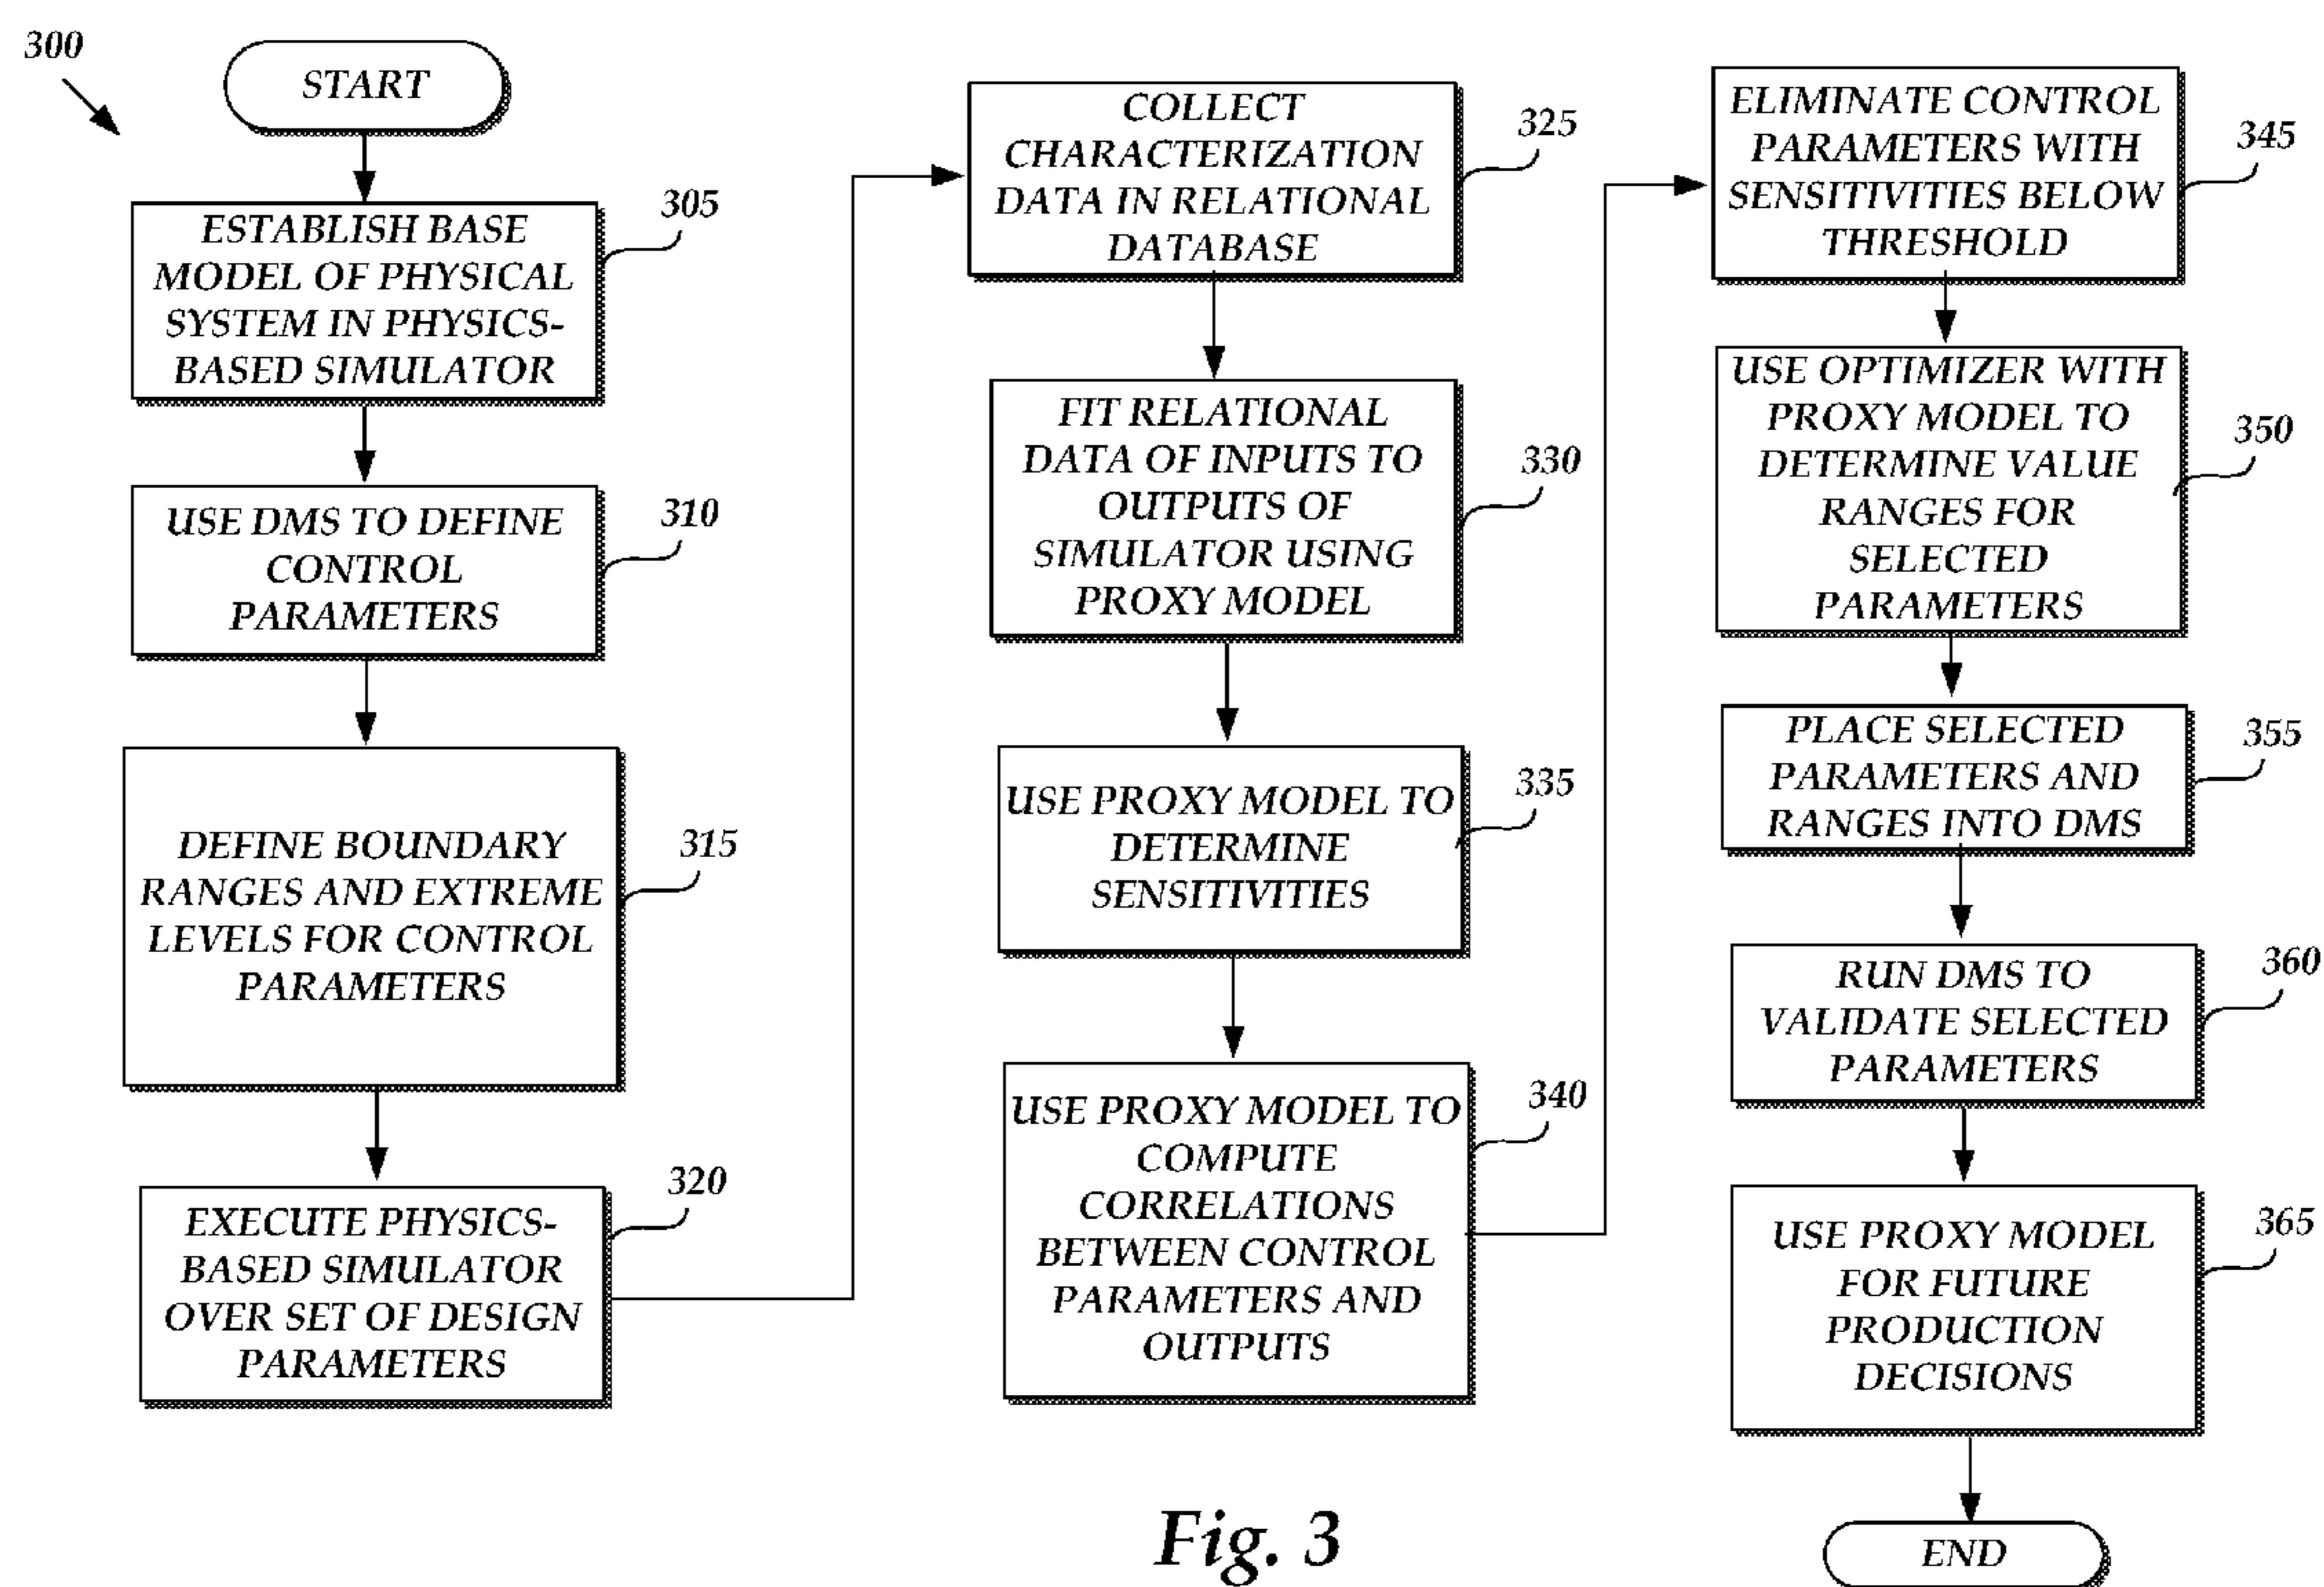 300
START
305
ESTABLISH BASE
MODEL OF PHYSICAL
SYSTEM IN PHYSICS-
BASED SIMULATOR
310
USE DMS TO DEFINE
CONTROL
PARAMETERS
315
DEFINE BOUNDARY
RANGES AND EXTREME
LEVELS FOR CONTROL
PARAMETERS
320
EXECUTE PHYSICS-
BASED SIMULATOR
OVER SET OF DESIGN
PARAMETERS
325
COLLECT
CHARACTERIZATION
DATA IN RELATIONAL
DATABASE
330
FIT RELATIONAL
DATA OF INPUTS TO
OUTPUTS OF
SIMULATOR USING
PROXY MODEL
335
USE PROXY MODEL TO
DETERMINE
SENSITIVITIES
340
USE PROXY MODEL TO
COMPUTE
CORRELATIONS
BETWEEN CONTROL
PARAMETERS AND
OUTPUTS
345
ELIMINATE CONTROL
PARAMETERS WITH
SENSITIVITIES BELOW
THRESHOLD
350
USE OPTIMIZER WITH
PROXY MODEL TO
DETERMINE VALUE
RANGES FOR
SELECTED
PARAMETERS
355
PLACE SELECTED
PARAMETERS AND
RANGES INTO DMS
360
RUN DMS TO
VALIDATE SELECTED
PARAMETERS
365
USE PROXY MODEL
FOR FUTURE
PRODUCTION
DECISIONS
END
Fig. 3